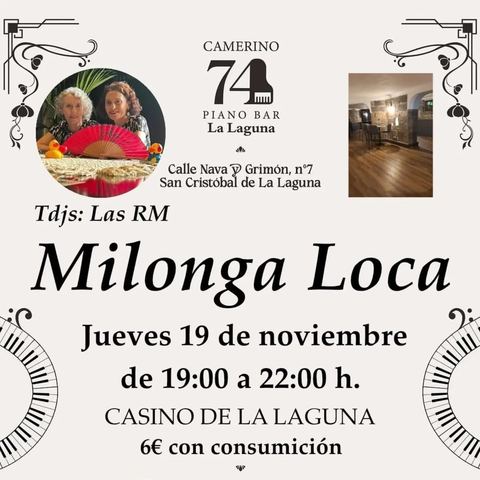 CAMERINO
74
PIANO BAR
La Laguna
Calle Nava y Grimón, nº7
San Cristóbal de La Laguna
Tdjs: Las RM
Milonga Loca
Jueves 19 de noviembre
de 19:00 a 22:00 h.
CASINO DE LA LAGUNA
6€ con consumición